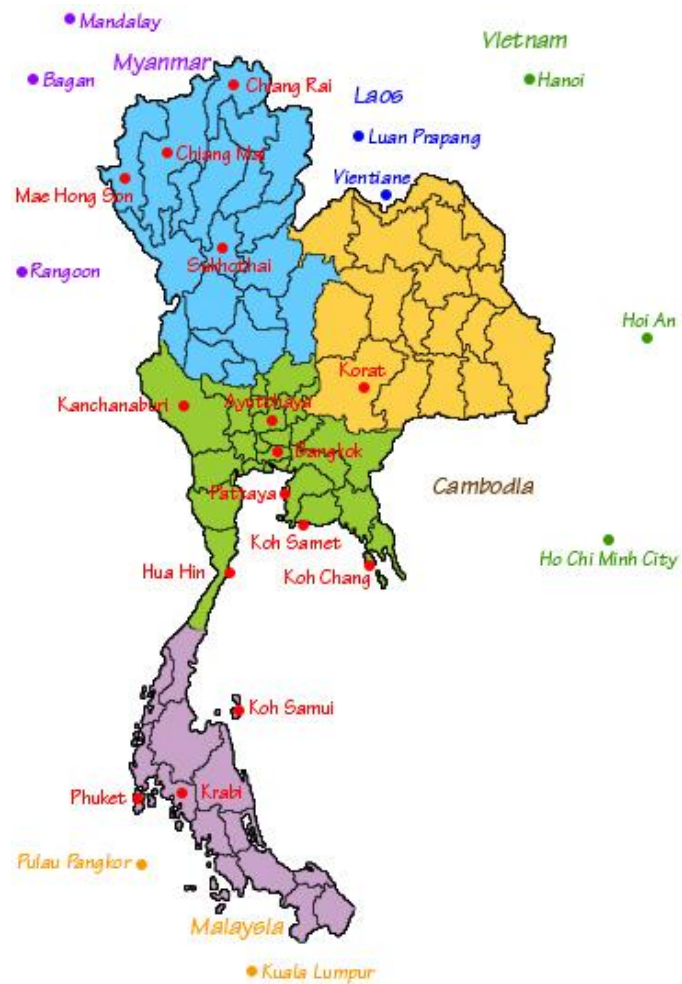 Mandalay
Vietnam
Myanmar
Bagan
Chiang Rai
Hanoi
Laos
Luan Prapang
Chiang Mai
Vientiane
Mae Hong Son
Sukhothai
Rangoon
Hoi An
Korat
Kanchanaburi
Ayutthaya
Bangkok
Pattaya
Cambodia
Koh Samet
Ho Chi Minh City
Hua Hin
Koh Chang
Koh Samui
Phuket
Krabi
Pulau Pangkor
Malaysia
Kuala Lumpur